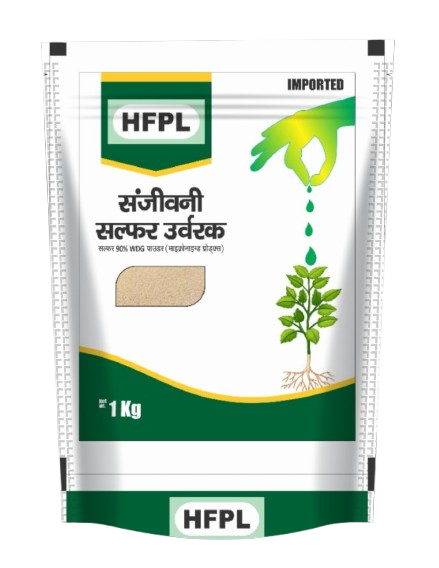 IMPORTED
HFPL
संजीवनी
सल्फर उर्वरक
सल्फर 90% WDG पाउडर ( माइक्रोनाइज्ड प्रोडक्स)
Net Wt. 1 Kg
HFPL